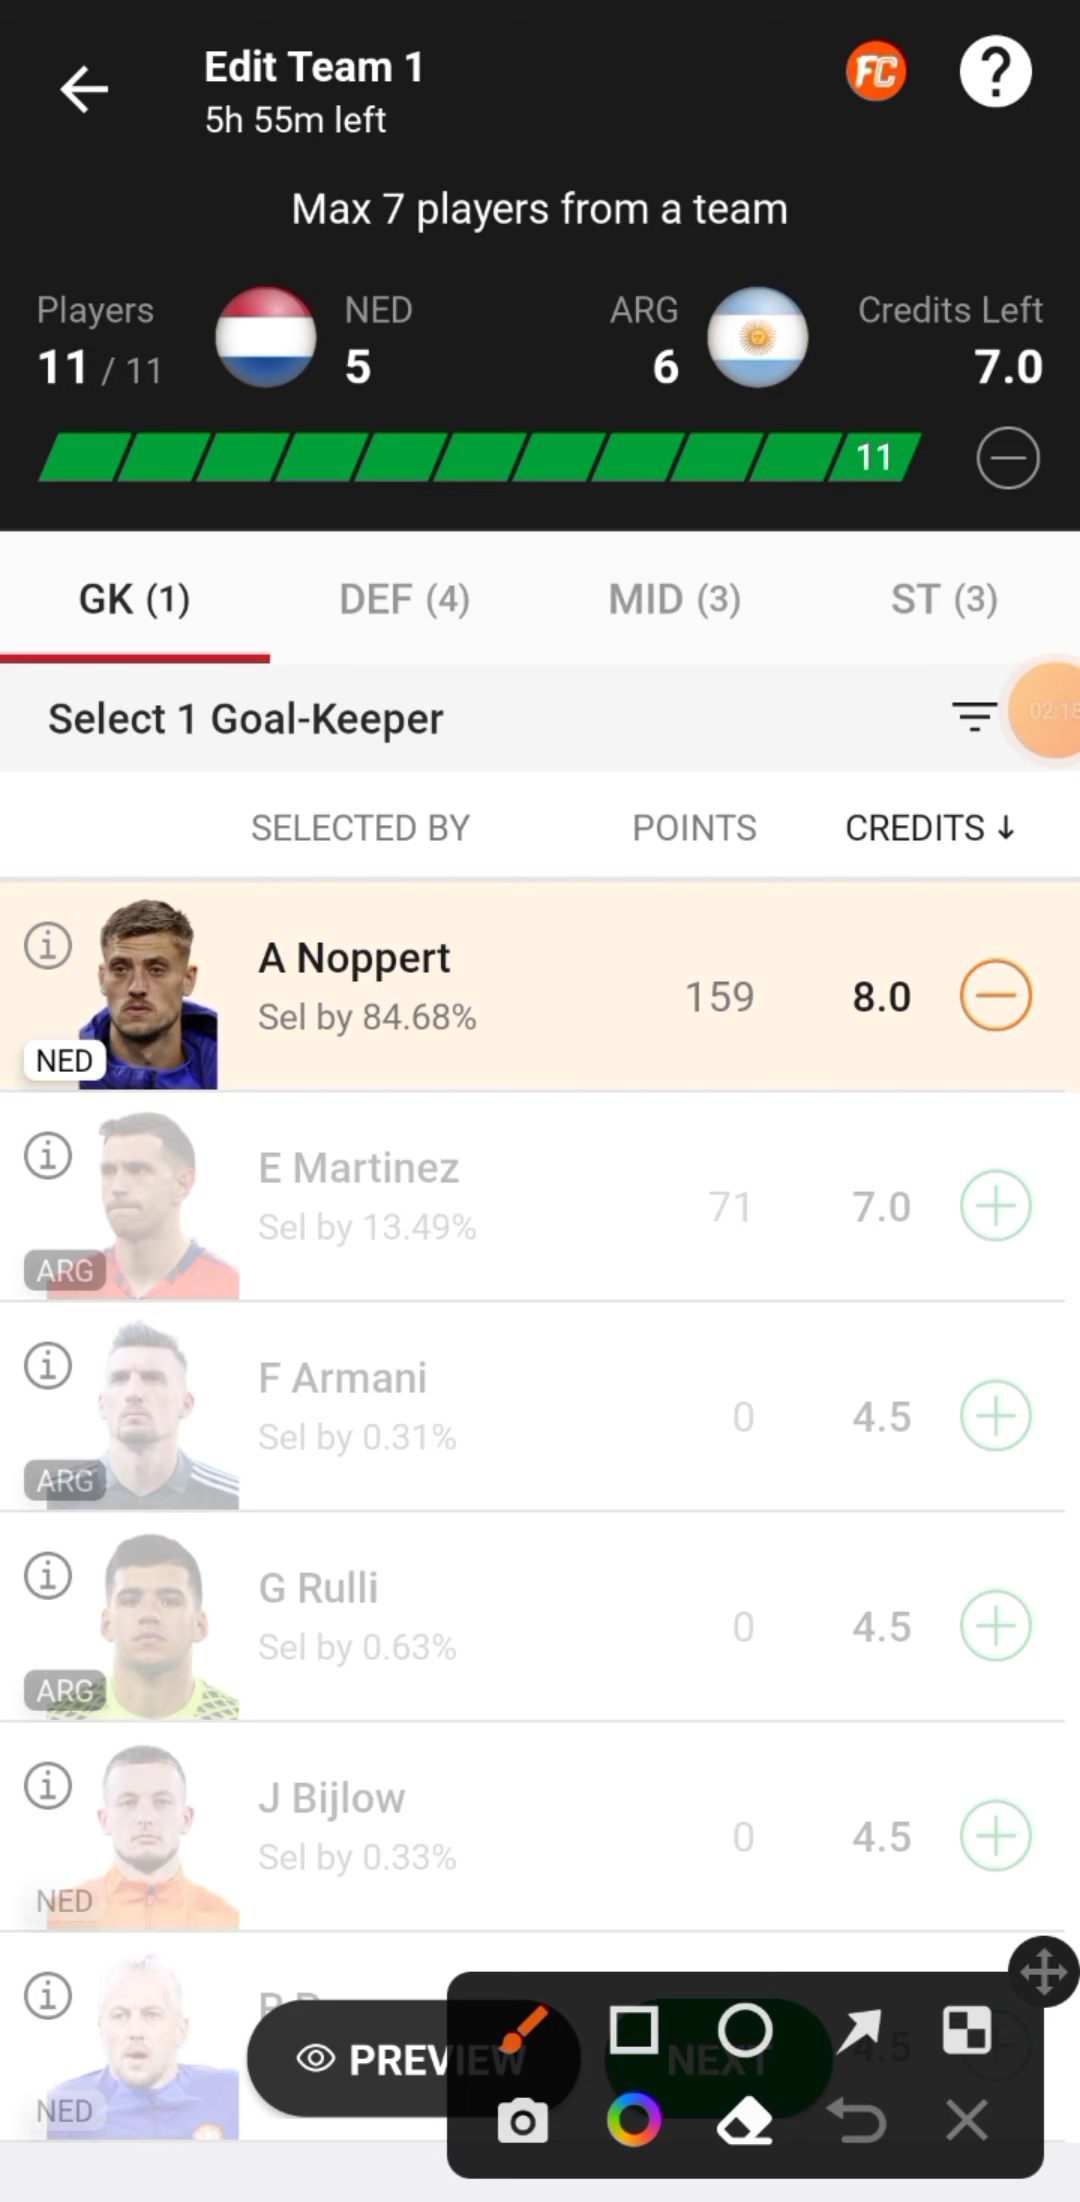 Edit Team 1
5h 55m left
FC
?
Max 7 players from a team
Players
NED
ARG
Credits Left
11 / 11
5
6
7.0
11
GK (1)
DEF (4)
MID (3)
ST (3)
Select 1 Goal-Keeper
02:18
SELECTED BY
POINTS
CREDITS ↓
A Noppert
Sel by 84.68%
159
8.0
NED
E Martinez
Sel by 13.49%
71
7.0
ARG
F Armani
Sel by 0.31%
0
4.5
ARG
G Rulli
Sel by 0.63%
0
4.5
ARG
J Bijlow
Sel by 0.33%
0
4.5
NED
4.5
PREVIEW
NEXT
NED